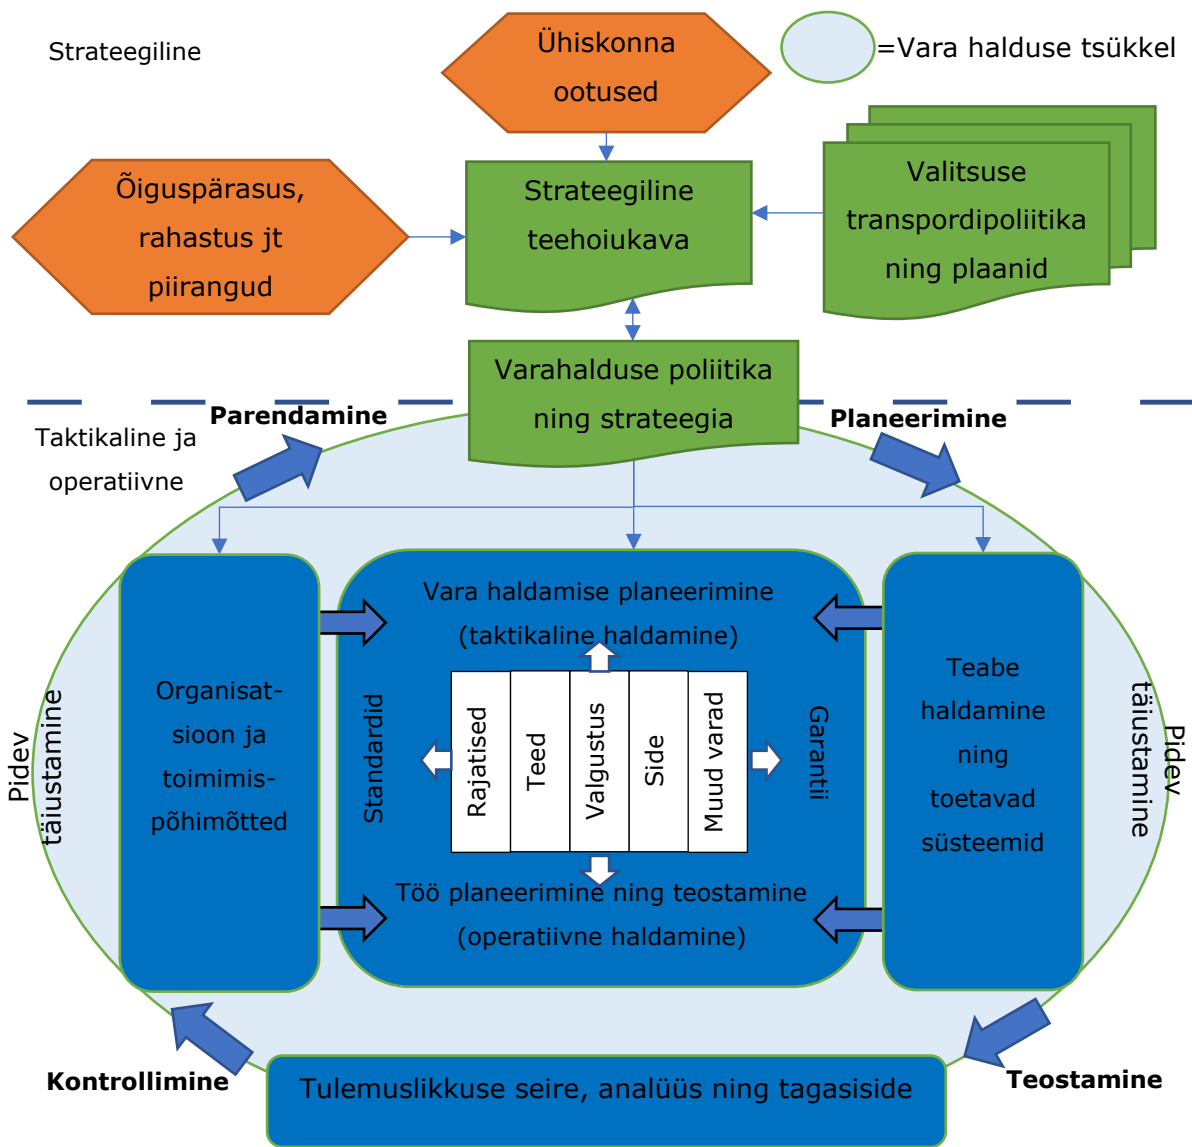 Strateegiline
Ühiskonna
ootused
=Vara halduse tsükkel
Õiguspärasus,
rahastus jt
piirangud
Strateegiline
teehoiukava
Valitsuse
transpordipoliitika
ning plaanid
Varahalduse poliitika
ning strateegia
Parendamine
Planeerimine
Taktikaline ja
operatiivne
Pidev
täiustamine
Organisat-
sioon ja
toimimis-
põhimõtted
Vara haldamise planeerimine
(taktikaline haldamine)
Standardid
Rajatised
Teed
Valgustus
Side
Muud varad
Garantii
Töö planeerimine ning teostamine
(operatiivne haldamine)
Teabe
haldamine
ning
toetavad
süsteemid
Pidev
täiustamine
Kontrollimine
Teostamine
Tulemuslikkuse seire, analüüs ning tagasiside